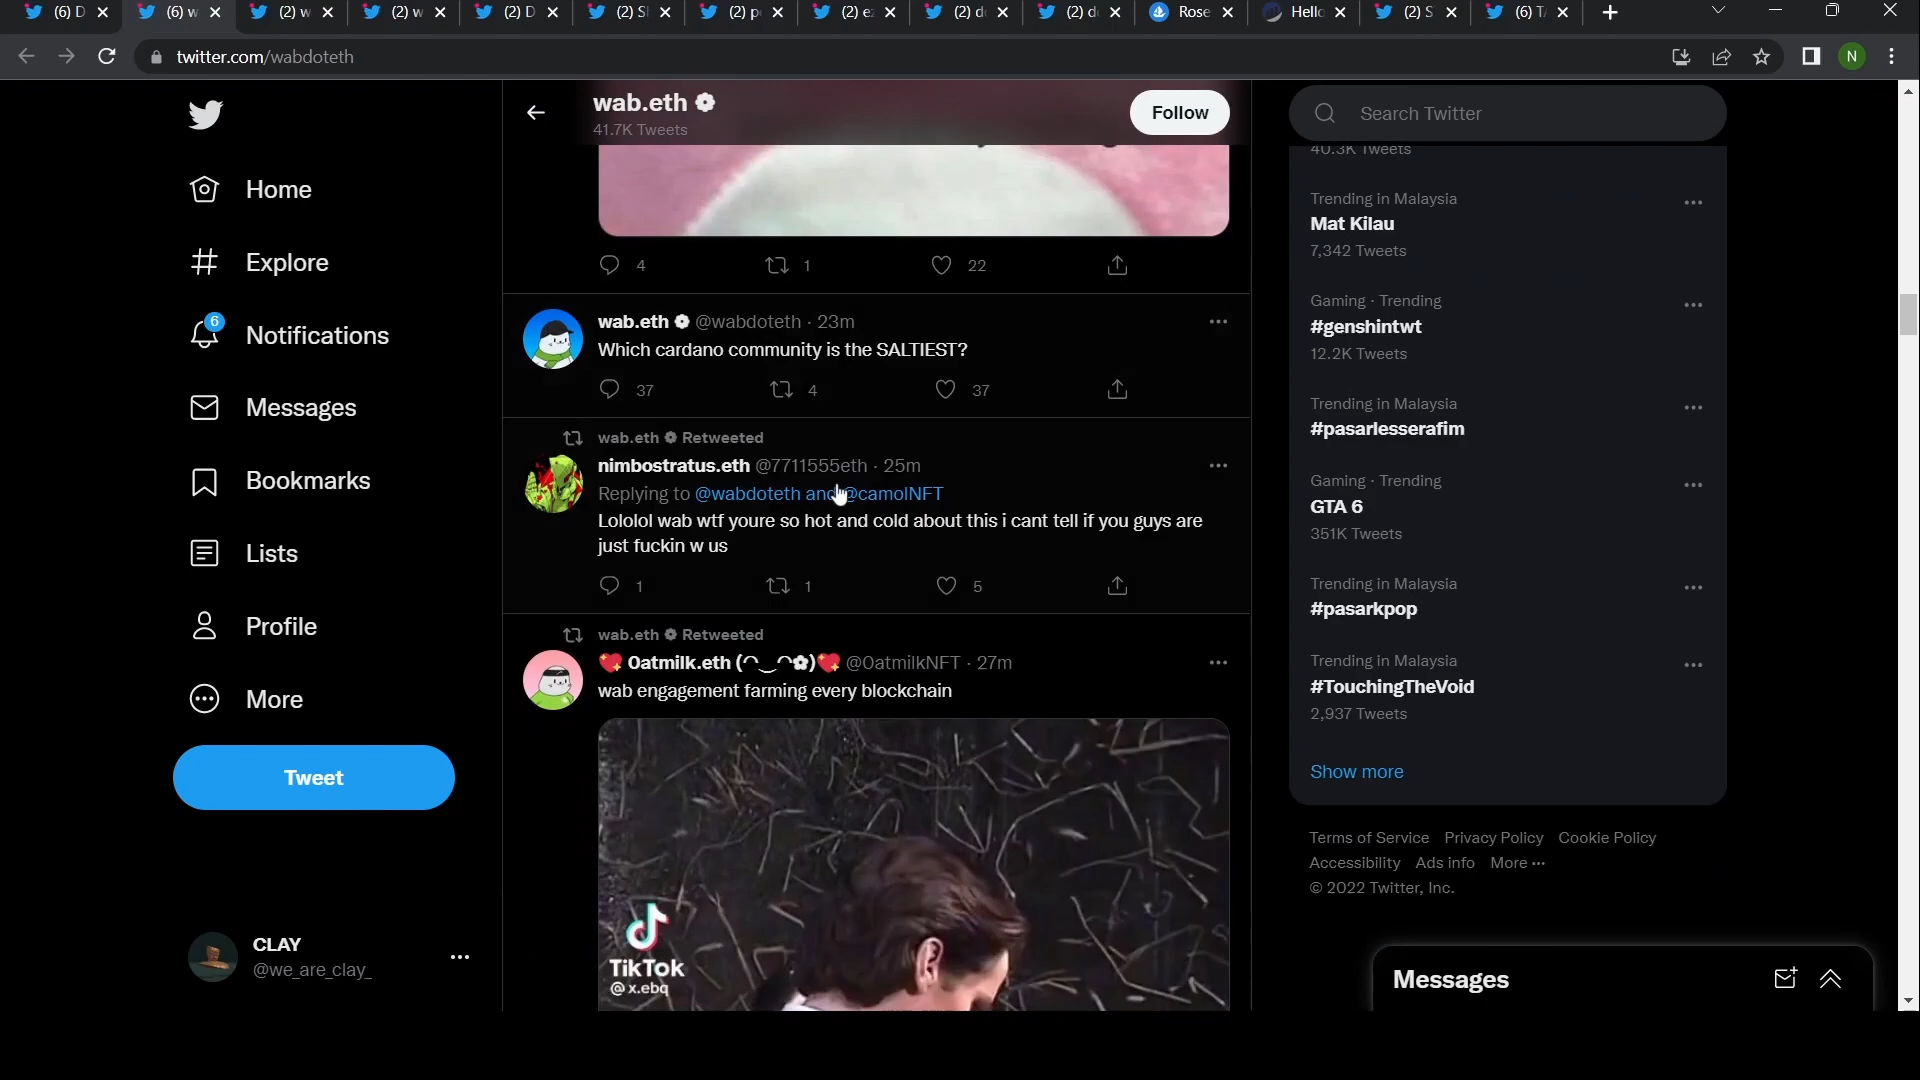 (6) D
(6) w
(2) w
(2) w
(2) D
(2) S
(2) p
(2) e
(2) d
(2) d
Rose
Hello
(2) S
(6) T
twitter.com/wabdoteth
N
wab.eth
41.7K Tweets
Follow
Search Twitter
Home
Explore
6
Notifications
Messages
Bookmarks
Lists
Profile
More
Tweet
CLAY
@we_are_clay_
4 1 22
wab.eth @wabdoteth · 23m
Which cardano community is the SALTIEST?
37 4 37
wab.eth Retweeted
nimbostratus.eth @7711555eth · 25m
Replying to @wabdoteth and @camolNFT
Lololol wab wtf youre so hot and cold about this i cant tell if you guys are
just fuckin w us
1 1 5
wab.eth Retweeted
💖 Oatmilk.eth (◠‿◠✿)💖 @OatmilkNFT · 27m
wab engagement farming every blockchain
TikTok
@x.ebq
40.3K Tweets
Trending in Malaysia
Mat Kilau
7,342 Tweets
Gaming · Trending
#genshintwt
12.2K Tweets
Trending in Malaysia
#pasarlesserafim
Gaming · Trending
GTA 6
351K Tweets
Trending in Malaysia
#pasarkpop
Trending in Malaysia
#TouchingTheVoid
2,937 Tweets
Show more
Terms of Service Privacy Policy Cookie Policy
Accessibility Ads info More ···
© 2022 Twitter, Inc.
Messages